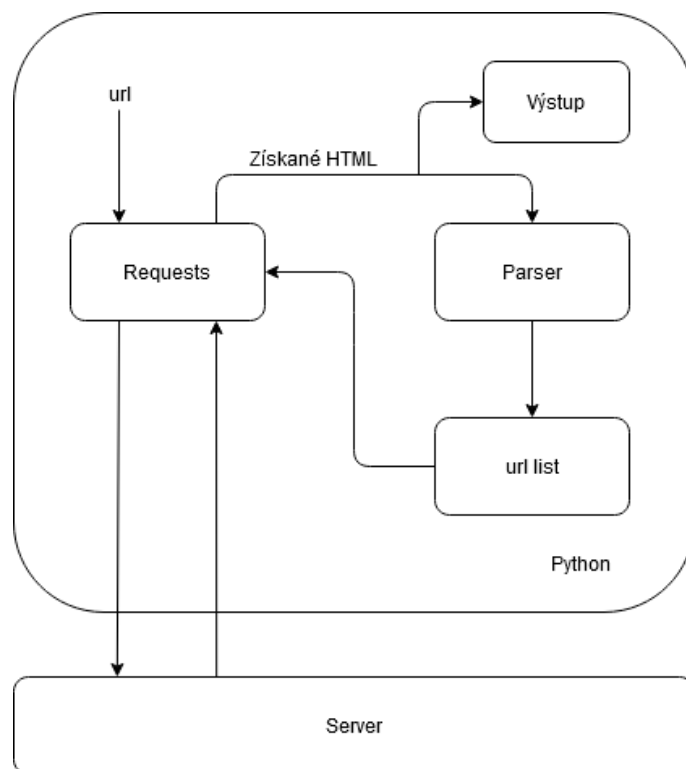 url
Výstup
Získané HTML
Requests
Parser
url list
Python
Server